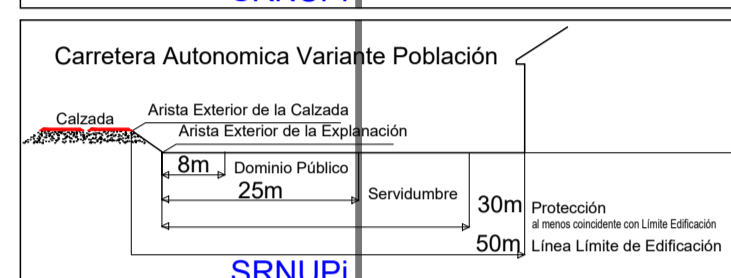 Carretera Autonomica Variante Población
Calzada
Arista Exterior de la Calzada
Arista Exterior de la Explanación
8m Dominio Público
25m Servidumbre
30m Protección
al menos coincidente con Límite Edificación
50m Línea Límite de Edificación
SRNUPi